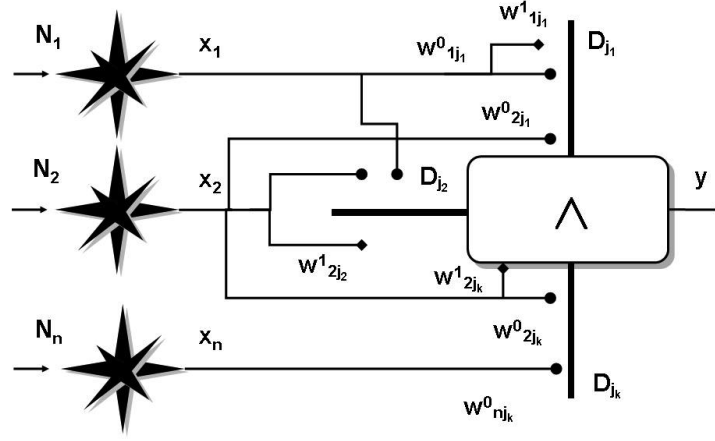 w¹₁ⱼ₁
N₁ x₁ w⁰₁ⱼ₁ Dⱼ₁
w⁰₂ⱼ₁
N₂ x₂ Dⱼ₂ y
∧
w¹₂ⱼ₂ w¹₂ⱼₖ
Nₙ xₙ w⁰₂ⱼₖ
Dⱼₖ
w⁰ₙⱼₖ